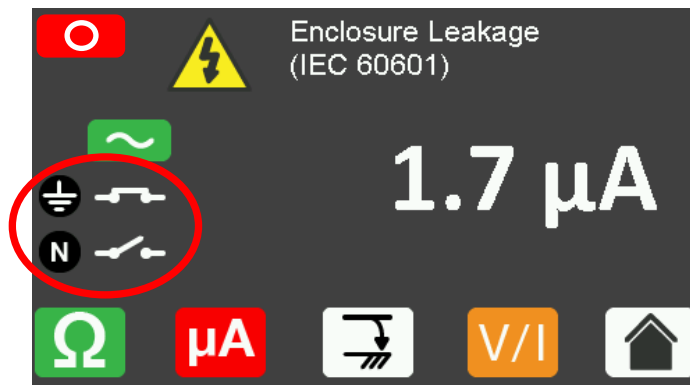 Enclosure Leakage
(IEC 60601)
1.7 µA
N
Ω µA V/I